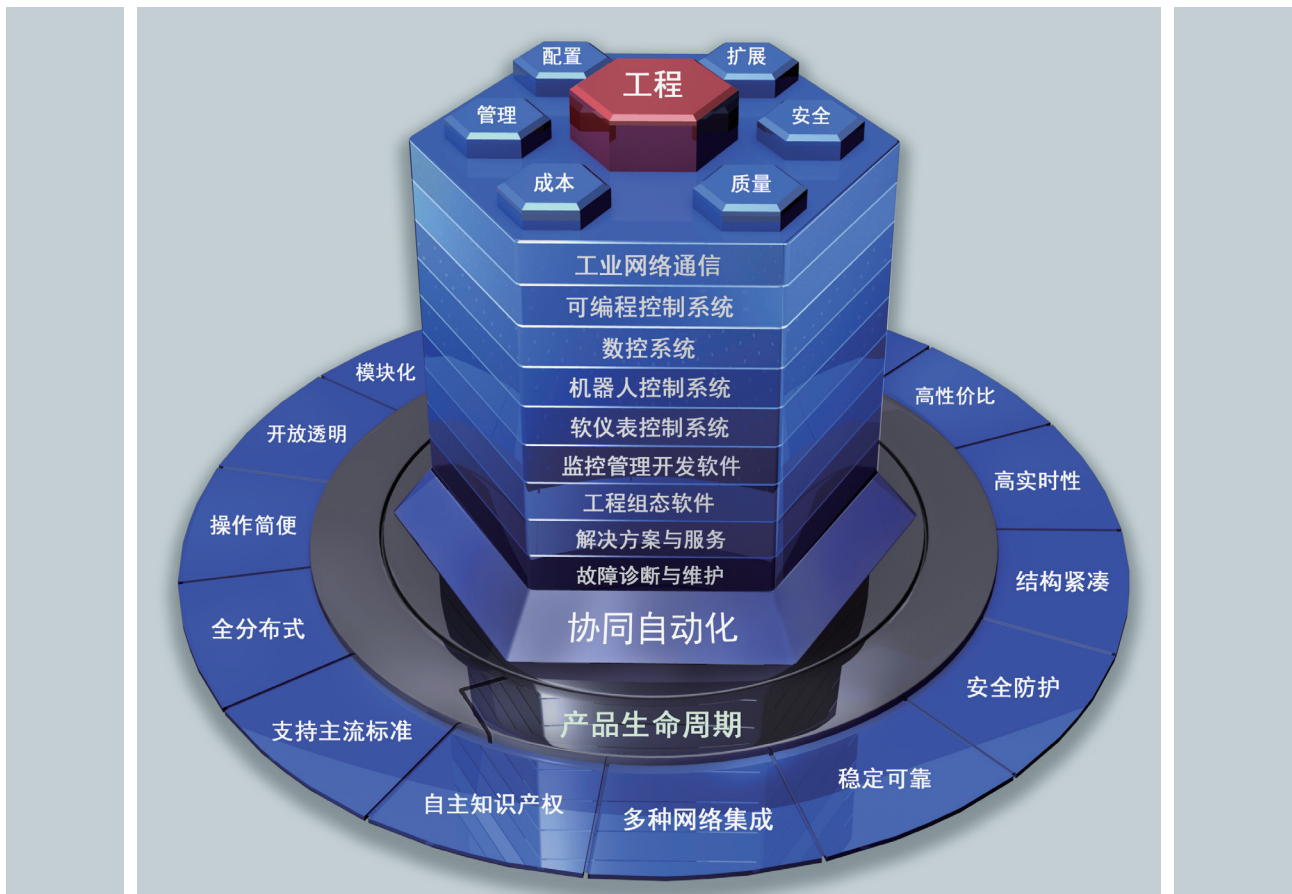 配置
扩展
工程
管理
安全
成本
质量
工业网络通信
可编程控制系统
数控系统
机器人控制系统
软仪表控制系统
监控管理开发软件
工程组态软件
解决方案与服务
故障诊断与维护
协同自动化
产品生命周期
模块化
开放透明
操作简便
全分布式
支持主流标准
自主知识产权
多种网络集成
稳定可靠
安全防护
结构紧凑
高实时性
高性价比